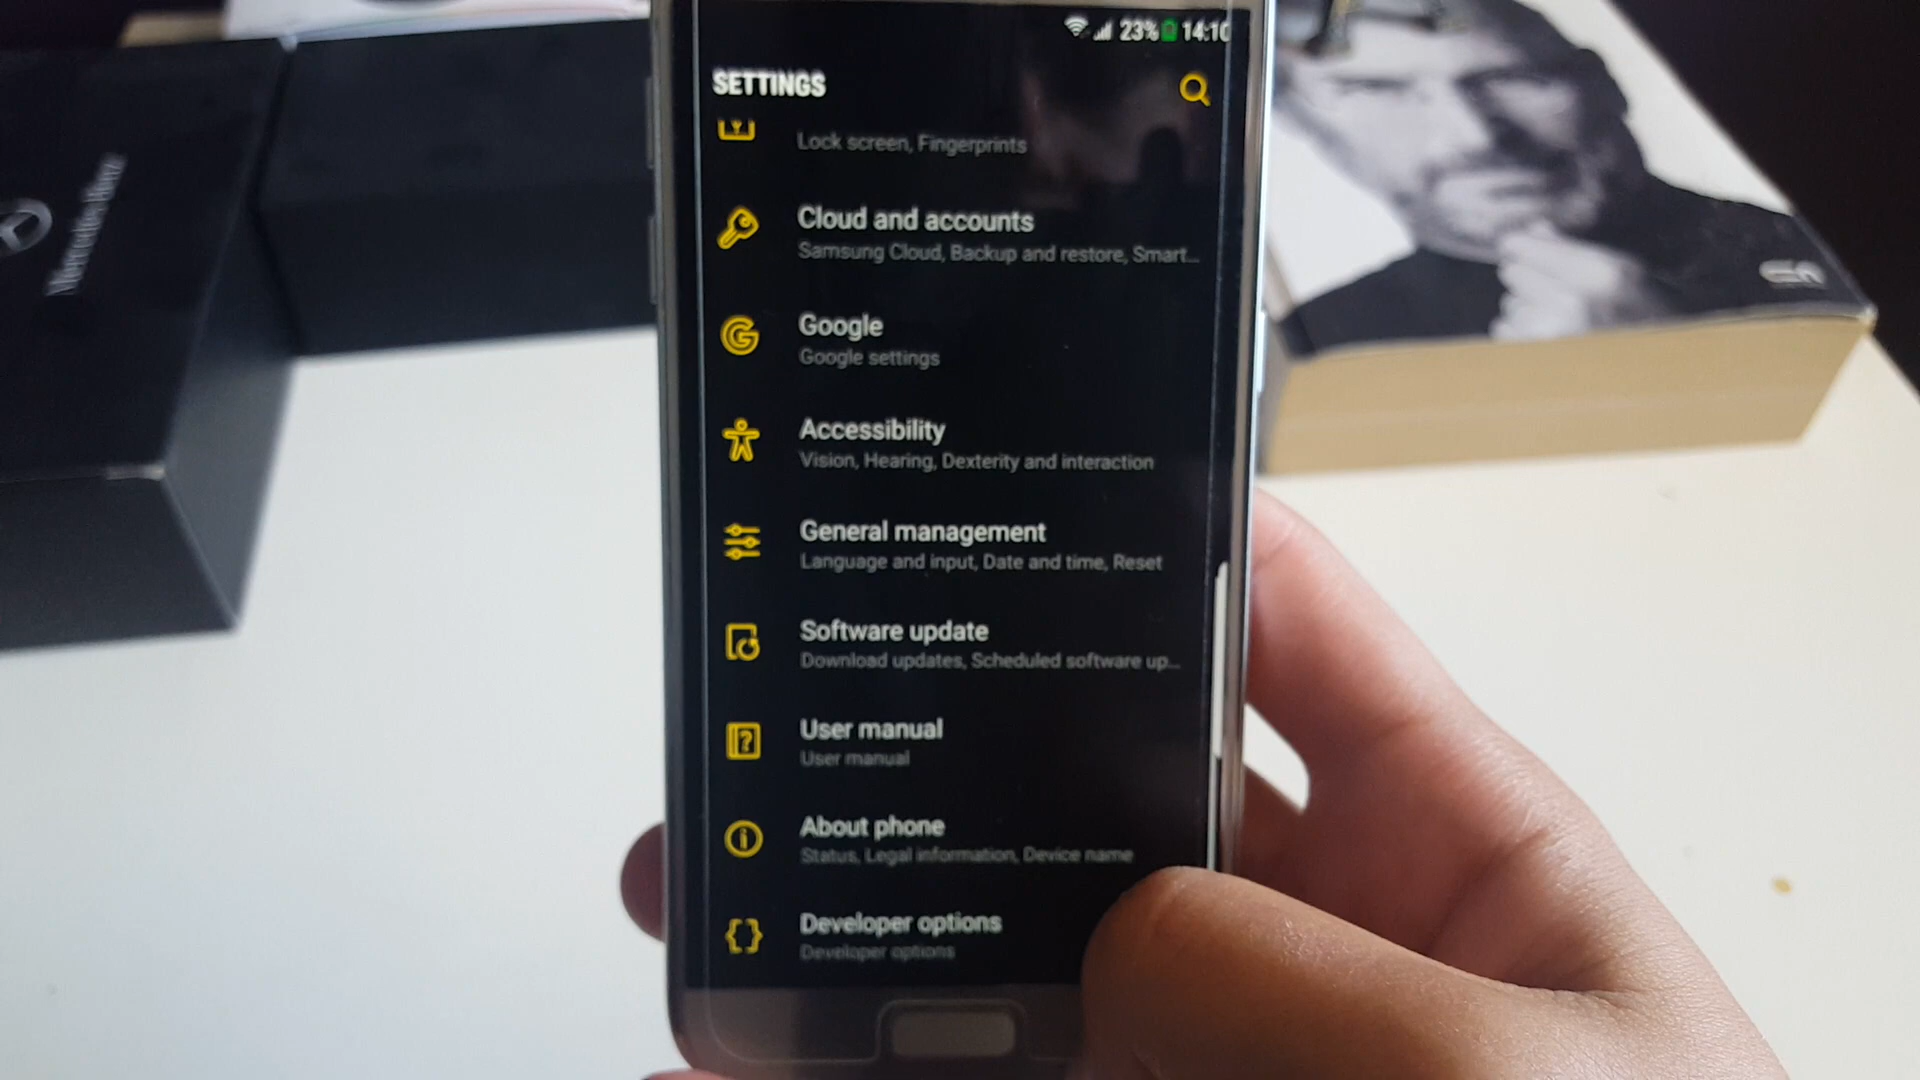 23% 14:10
SETTINGS
Lock screen, Fingerprints
Cloud and accounts
Samsung Cloud, Backup and restore, Smart...
Google
Google settings
Accessibility
Vision, Hearing, Dexterity and interaction
General management
Language and input, Date and time, Reset
Software update
Download updates, Scheduled software up...
User manual
User manual
About phone
Status, Legal information, Device name
Developer options
Developer options
Mercedes-Benz